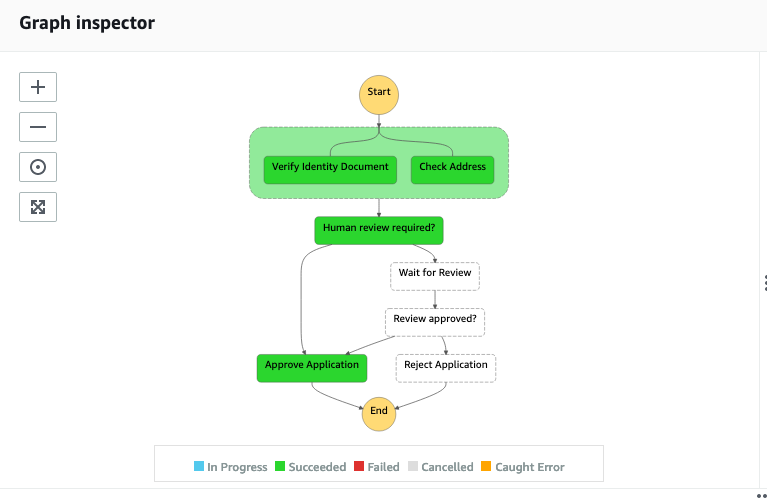 Graph inspector
Start
Verify Identity Document
Check Address
Human review required?
Wait for Review
Review approved?
Approve Application
Reject Application
End
In Progress Succeeded Failed Cancelled Caught Error